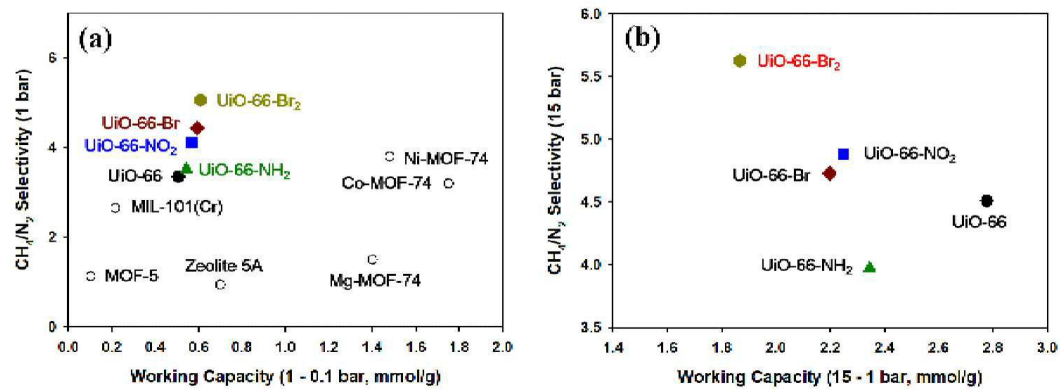 (a)
CH₄/N₂ Selectivity (1 bar)
6
4
2
0
UiO-66-Br₂
UiO-66-Br
UiO-66-NO₂
UiO-66-NH₂
UiO-66
Ni-MOF-74
Co-MOF-74
MIL-101(Cr)
MOF-5
Zeolite 5A
Mg-MOF-74
0.0 0.2 0.4 0.6 0.8 1.0 1.2 1.4 1.6 1.8 2.0
Working Capacity (1 - 0.1 bar, mmol/g)
(b)
CH₄/N₂ Selectivity (15 bar)
6.0
5.5
5.0
4.5
4.0
3.5
UiO-66-Br₂
UiO-66-NO₂
UiO-66-Br
UiO-66
UiO-66-NH₂
1.4 1.6 1.8 2.0 2.2 2.4 2.6 2.8 3.0
Working Capacity (15 - 1 bar, mmol/g)